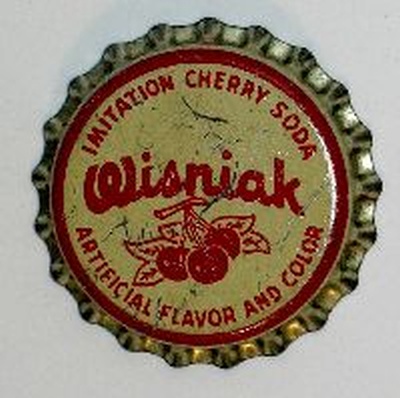 IMITATION CHERRY SODA
Wisniak
ARTIFICIAL FLAVOR AND COLOR